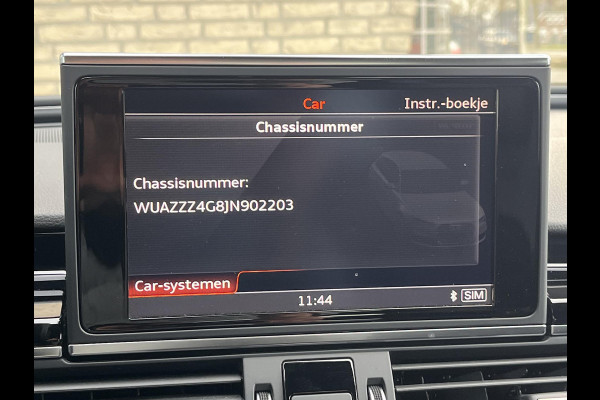 Car Instr.-boekje
Chassisnummer
Chassisnummer:
WUAZZZ4G8JN902203
Car-systemen
11:44 SIM